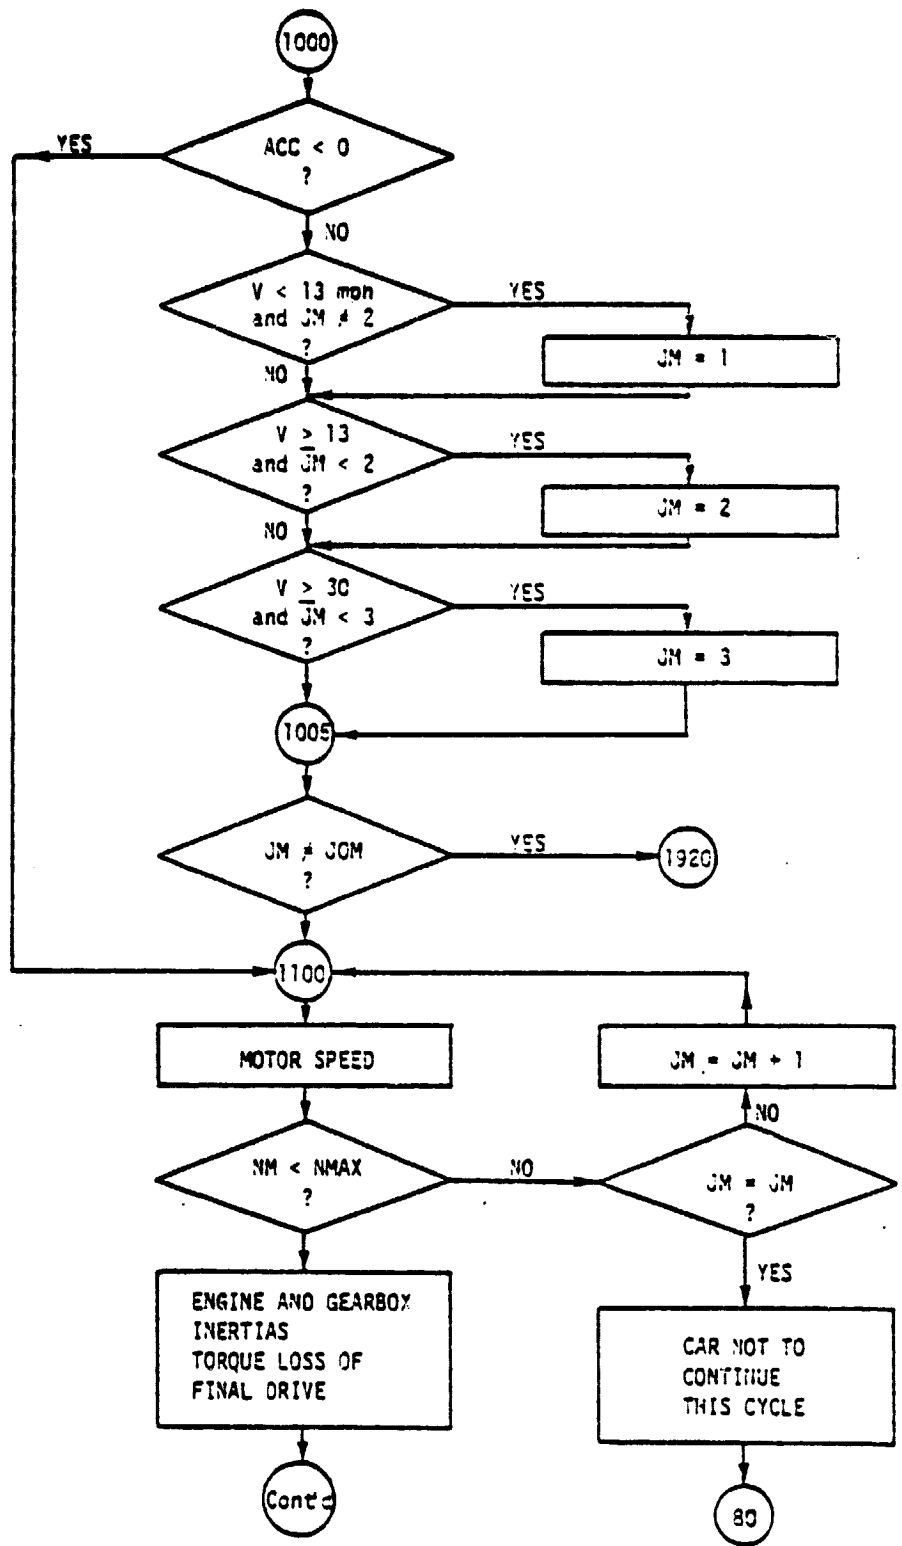 1000
ACC < 0
?
YES
NO
V < 13 mph
and JM ≠ 2
?
YES
JM = 1
NO
V ≥ 13
and JM < 2
?
YES
JM = 2
NO
V ≥ 30
and JM < 3
?
YES
JM = 3
1005
JM ≠ JOM
?
YES
1920
1100
MOTOR SPEED
JM = JM + 1
NO
NM < NMAX
?
NO
JM = JM
?
YES
ENGINE AND GEARBOX
INERTIAS
TORQUE LOSS OF
FINAL DRIVE
CAR NOT TO
CONTINUE
THIS CYCLE
Cont'd
80